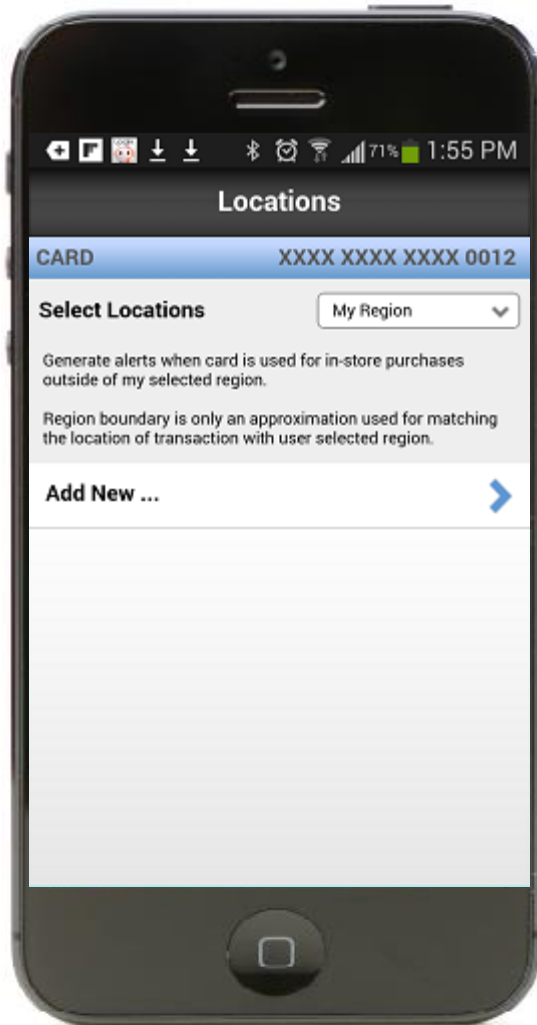 71% 1:55 PM
Locations
CARD XXXX XXXX XXXX 0012
Select Locations My Region
Generate alerts when card is used for in-store purchases
outside of my selected region.
Region boundary is only an approximation used for matching
the location of transaction with user selected region.
Add New ...